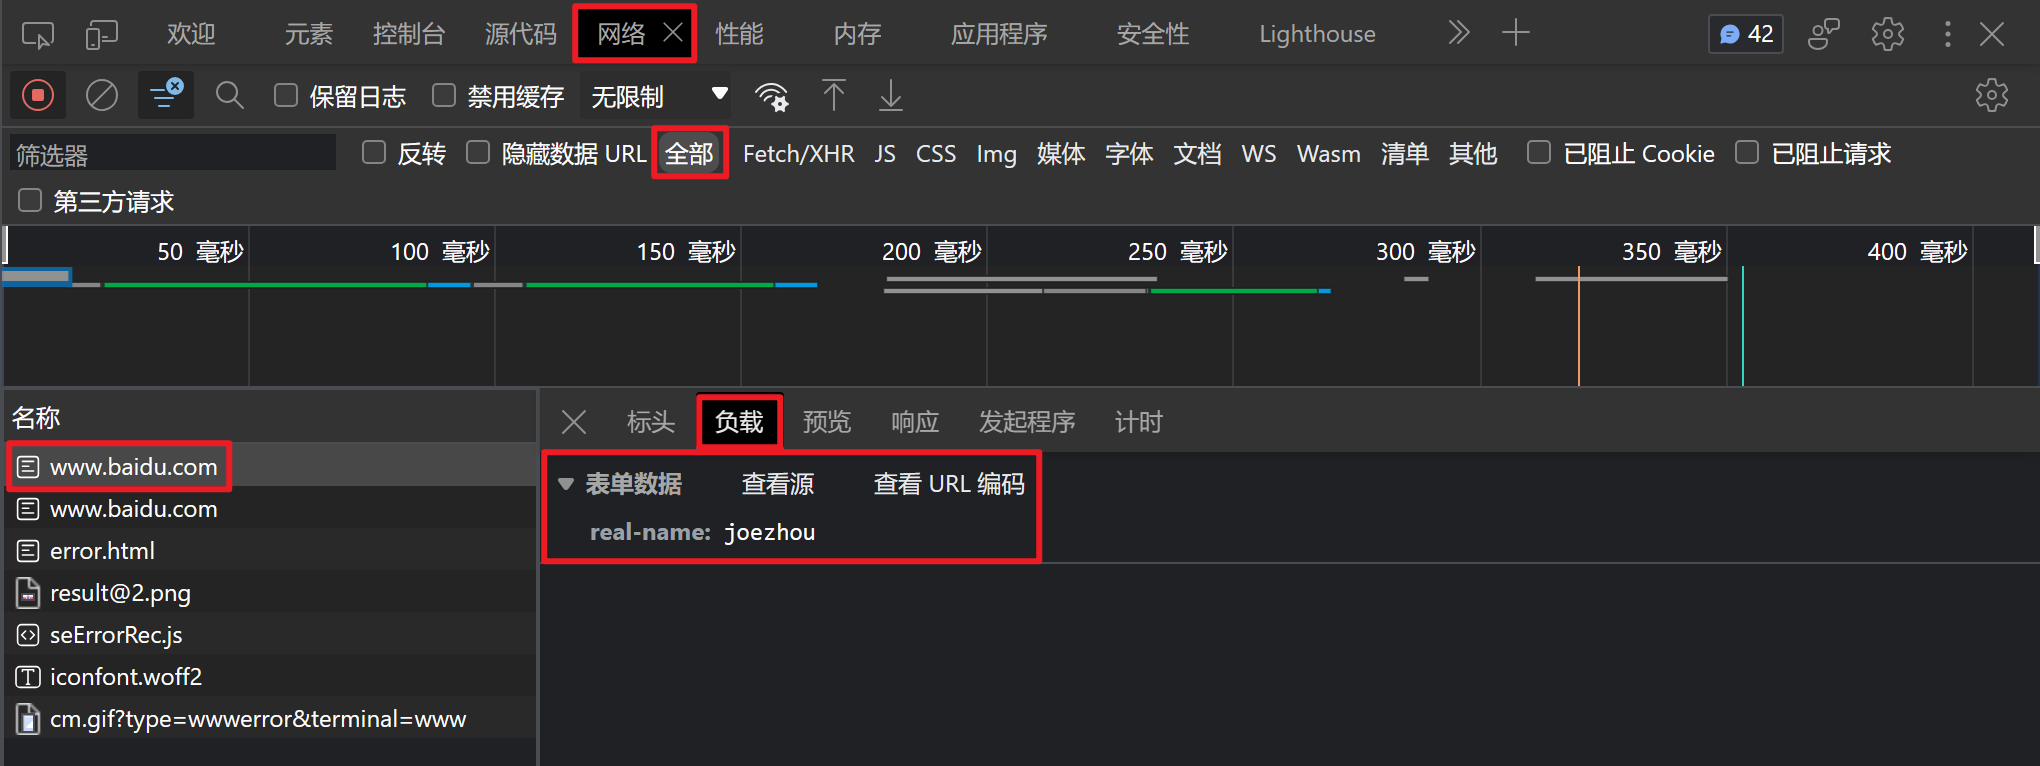 欢迎 元素 控制台 源代码 网络 性能 内存 应用程序 安全性 Lighthouse 42
保留日志 禁用缓存 无限制
筛选器 反转 隐藏数据 URL 全部 Fetch/XHR JS CSS Img 媒体 字体 文档 WS Wasm 清单 其他 已阻止 Cookie 已阻止请求
第三方请求
50 毫秒 100 毫秒 150 毫秒 200 毫秒 250 毫秒 300 毫秒 350 毫秒 400 毫秒
名称
www.baidu.com
www.baidu.com
error.html
result@2.png
seErrorRec.js
iconfont.woff2
cm.gif?type=wwwerror&terminal=www
标头 负载 预览 响应 发起程序 计时
表单数据 查看源 查看 URL 编码
real-name: joezhou